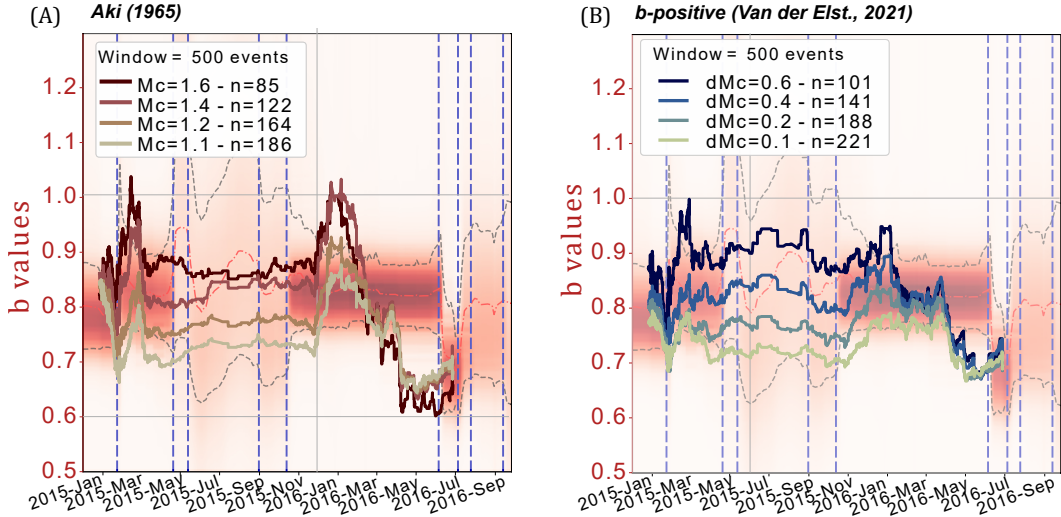 (A)
Aki (1965)
Window = 500 events
Mc=1.6 - n=85
Mc=1.4 - n=122
Mc=1.2 - n=164
Mc=1.1 - n=186
b values
1.2
1.1
1.0
0.9
0.8
0.7
0.6
0.5
2015-Jan
2015-Mar
2015-May
2015-Jul
2015-Sep
2015-Nov
2016-Jan
2016-Mar
2016-May
2016-Jul
2016-Sep
(B)
b-positive (Van der Elst., 2021)
Window = 500 events
dMc=0.6 - n=101
dMc=0.4 - n=141
dMc=0.2 - n=188
dMc=0.1 - n=221
b values
1.2
1.1
1.0
0.9
0.8
0.7
0.6
0.5
2015-Jan
2015-Mar
2015-May
2015-Jul
2015-Sep
2015-Nov
2016-Jan
2016-Mar
2016-May
2016-Jul
2016-Sep